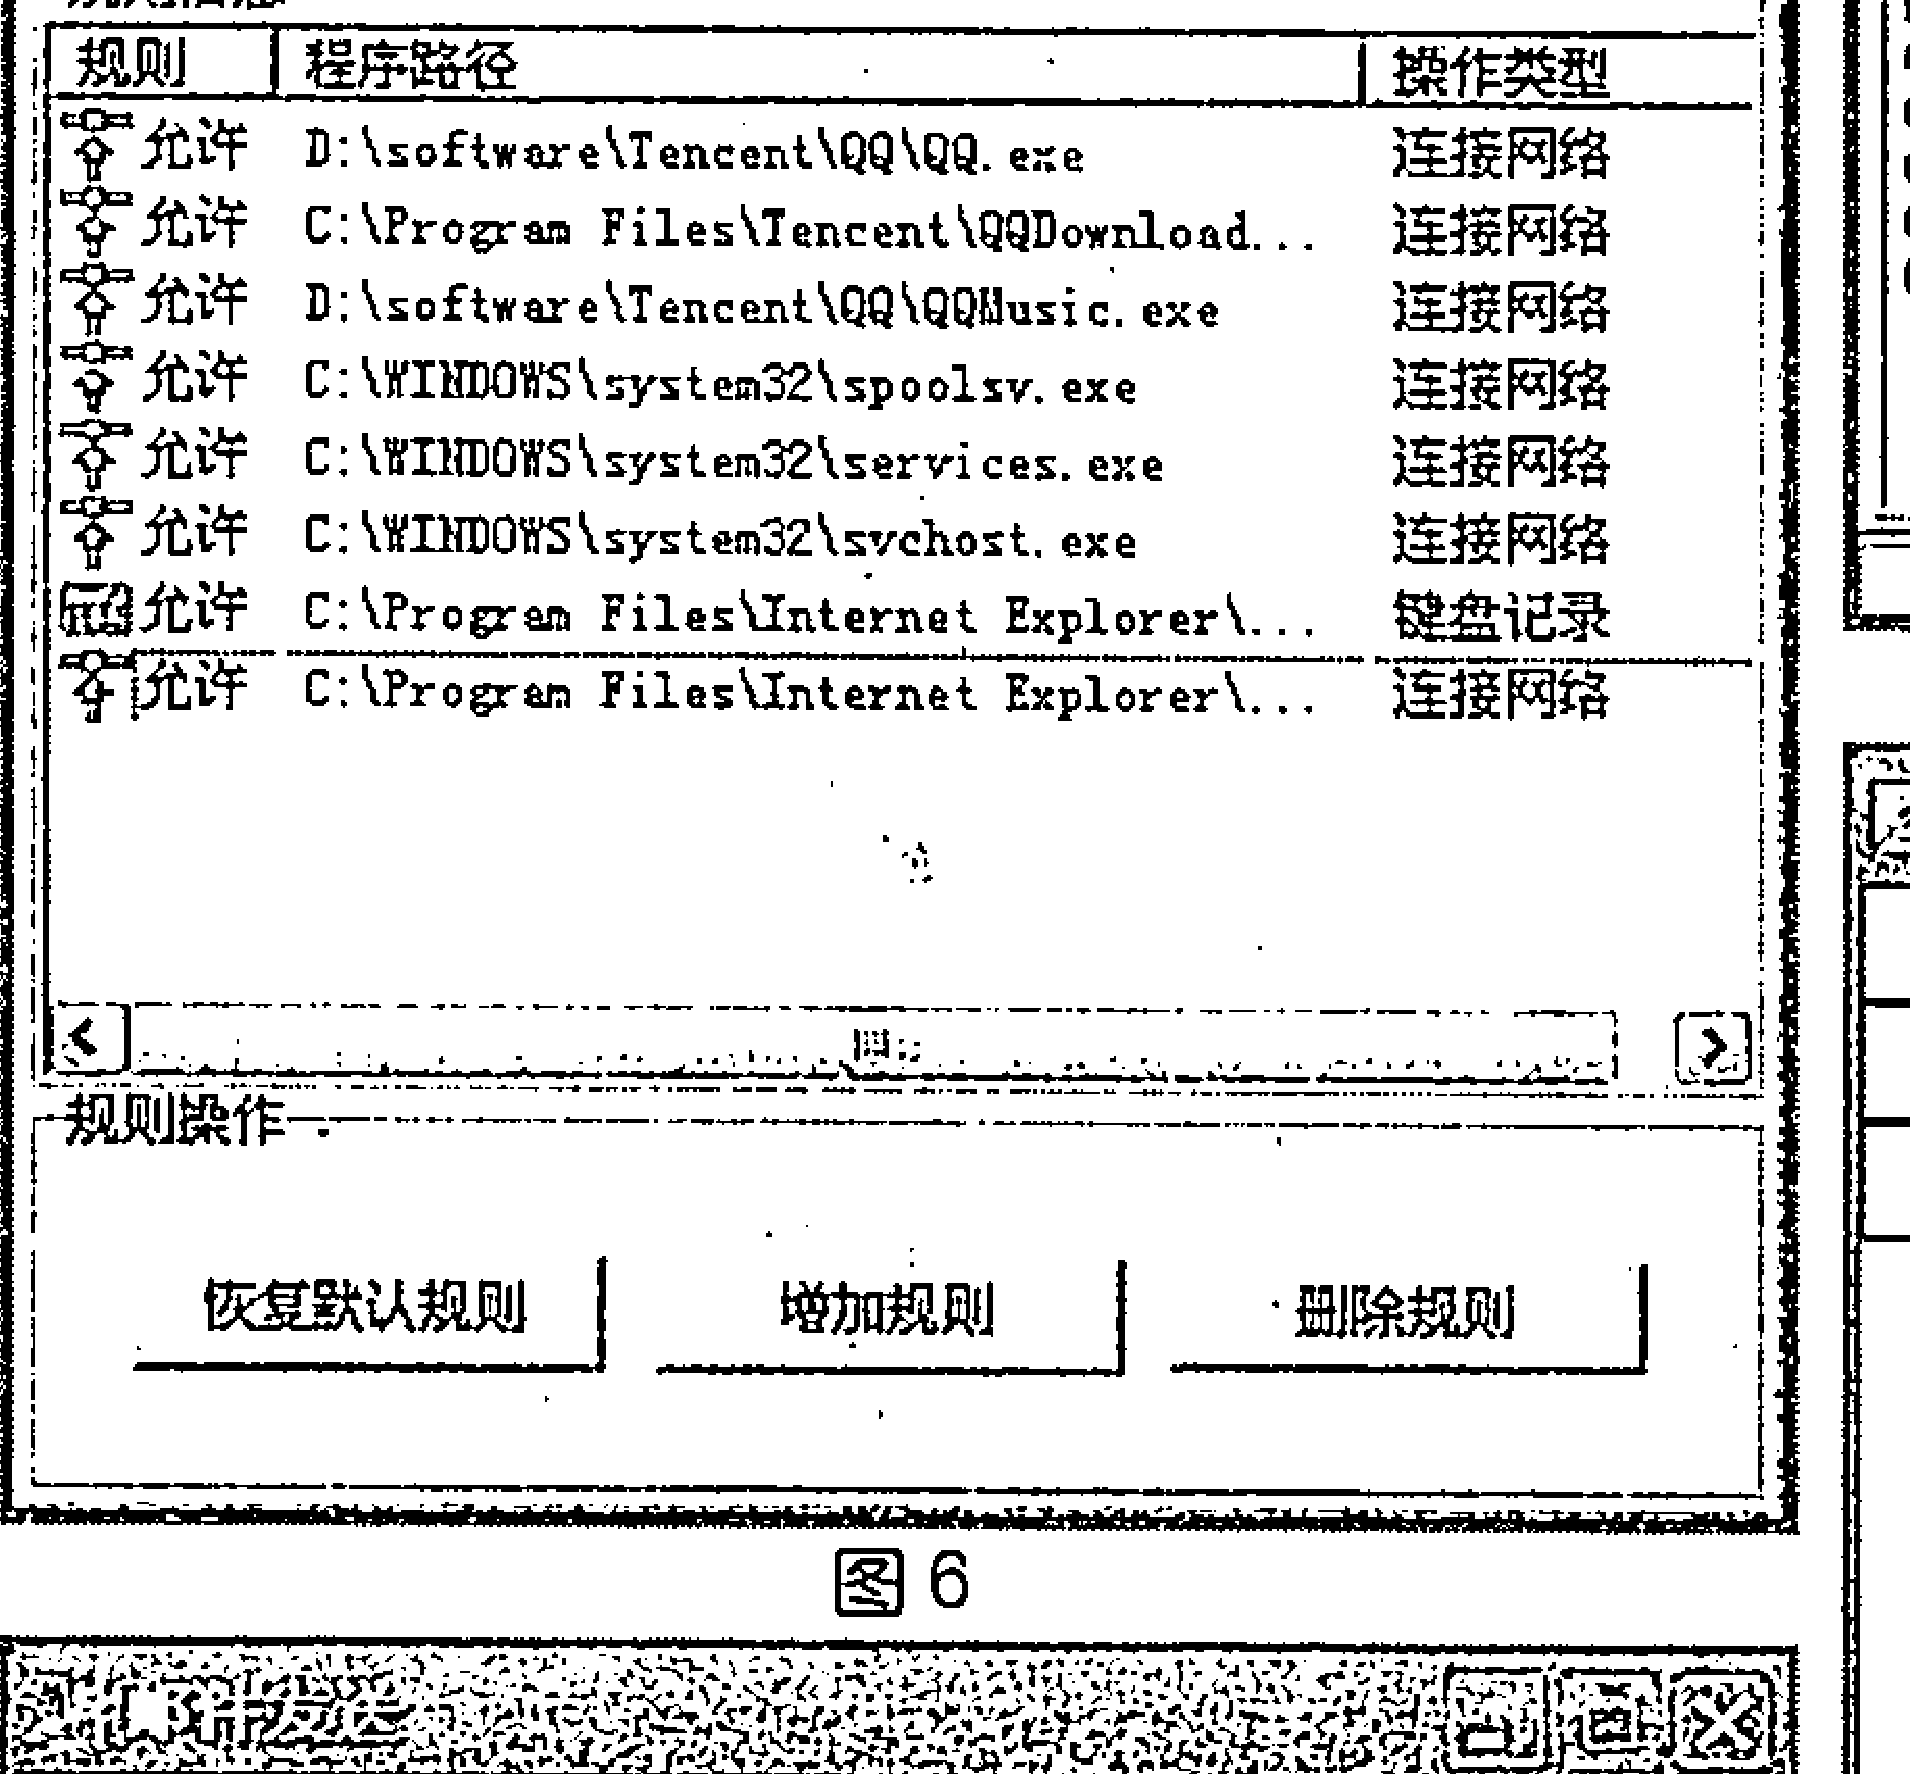 规则 程序路径 操作类型
允许 D:\software\Tencent\QQ\QQ.exe 连接网络
允许 C:\Program Files\Tencent\QQDownload... 连接网络
允许 D:\software\Tencent\QQ\QQMusic.exe 连接网络
允许 C:\WINDOWS\system32\spoolsv.exe 连接网络
允许 C:\WINDOWS\system32\services.exe 连接网络
允许 C:\WINDOWS\system32\svchost.exe 连接网络
允许 C:\Program Files\Internet Explorer\... 键盘记录
允许 C:\Program Files\Internet Explorer\... 连接网络
规则操作
恢复默认规则 增加规则 删除规则
图 6